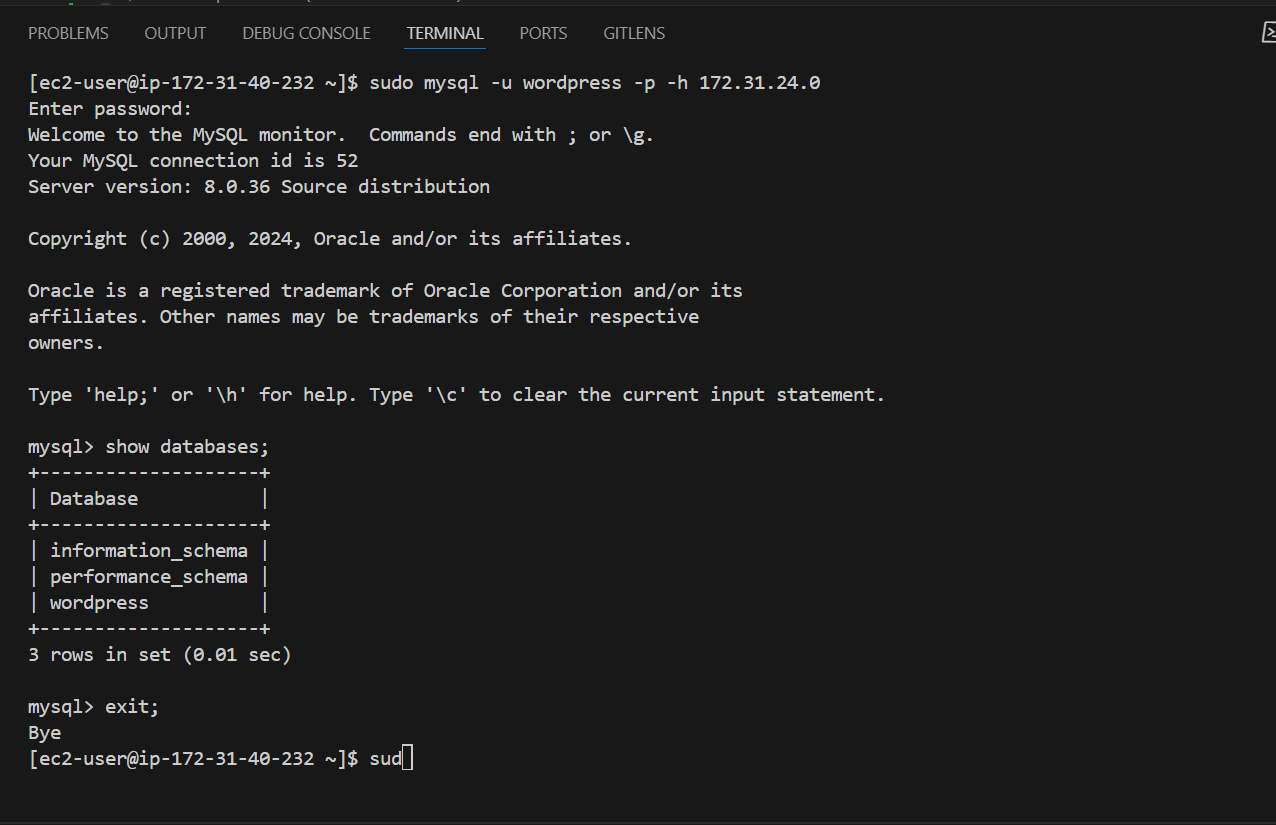 PROBLEMS OUTPUT DEBUG CONSOLE TERMINAL PORTS GITLENS
[ec2-user@ip-172-31-40-232 ~]$ sudo mysql -u wordpress -p -h 172.31.24.0
Enter password:
Welcome to the MySQL monitor.  Commands end with ; or \g.
Your MySQL connection id is 52
Server version: 8.0.36 Source distribution

Copyright (c) 2000, 2024, Oracle and/or its affiliates.

Oracle is a registered trademark of Oracle Corporation and/or its
affiliates. Other names may be trademarks of their respective
owners.

Type 'help;' or '\h' for help. Type '\c' to clear the current input statement.

mysql> show databases;
+--------------------+
| Database           |
+--------------------+
| information_schema |
| performance_schema |
| wordpress          |
+--------------------+
3 rows in set (0.01 sec)

mysql> exit;
Bye
[ec2-user@ip-172-31-40-232 ~]$ sud